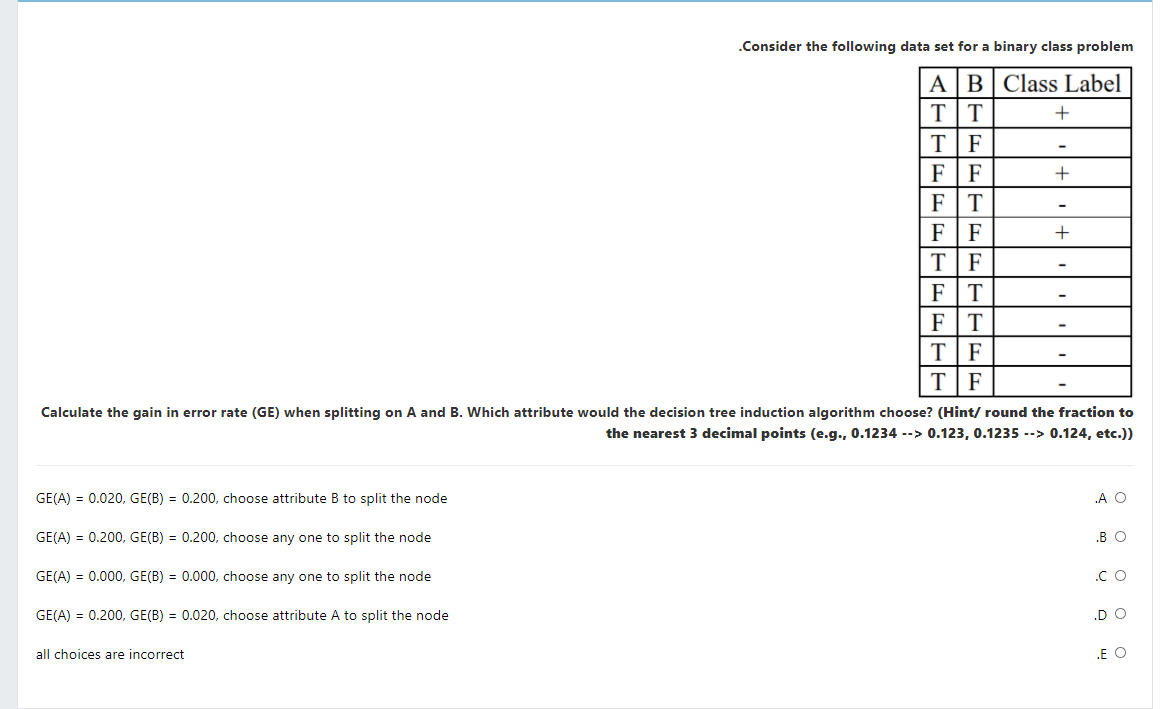 .Consider the following data set for a binary class problem
A B Class Label
T T +
T F -
F F +
F T -
F F +
T F -
F T -
F T -
T F -
T F -
Calculate the gain in error rate (GE) when splitting on A and B. Which attribute would the decision tree induction algorithm choose? (Hint/ round the fraction to
the nearest 3 decimal points (e.g., 0.1234 --> 0.123, 0.1235 --> 0.124, etc.))
GE(A) = 0.020, GE(B) = 0.200, choose attribute B to split the node .A
GE(A) = 0.200, GE(B) = 0.200, choose any one to split the node .B
GE(A) = 0.000, GE(B) = 0.000, choose any one to split the node .C
GE(A) = 0.200, GE(B) = 0.020, choose attribute A to split the node .D
all choices are incorrect .E